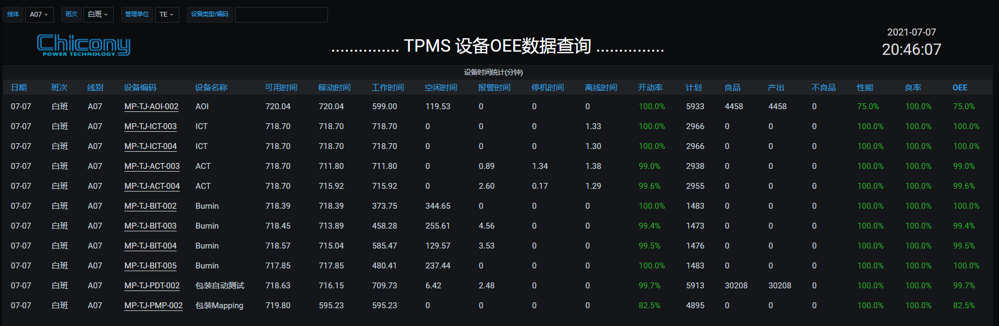 线体 A07 班次 白班 管理单位 TE 设备类型/编码
Chicony
POWER TECHNOLOGY
............... TPMS 设备OEE数据查询 ...............
2021-07-07
20:46:07
设备时间统计(分钟)
日期 班次 线别 设备编码 设备名称 可用时间 稼动时间 工作时间 空闲时间 报警时间 停机时间 离线时间 开动率 计划 良品 产出 不良品 性能 良率 OEE
07-07 白班 A07 MP-TJ-AOI-002 AOI 720.04 720.04 599.00 119.53 0 0 0 100.0% 5933 4458 4458 0 75.0% 100.0% 75.0%
07-07 白班 A07 MP-TJ-ICT-003 ICT 718.70 718.70 718.70 0 0 0 1.33 100.0% 2966 0 0 0 100.0% 100.0% 100.0%
07-07 白班 A07 MP-TJ-ICT-004 ICT 718.70 718.70 718.70 0 0 0 1.30 100.0% 2966 0 0 0 100.0% 100.0% 100.0%
07-07 白班 A07 MP-TJ-ACT-003 ACT 718.70 711.80 711.80 0 0.89 1.34 1.38 99.0% 2938 0 0 0 100.0% 100.0% 99.0%
07-07 白班 A07 MP-TJ-ACT-004 ACT 718.70 715.92 715.92 0 2.60 0.17 1.29 99.6% 2955 0 0 0 100.0% 100.0% 99.6%
07-07 白班 A07 MP-TJ-BIT-002 Burnin 718.39 718.39 373.75 344.65 0 0 0 100.0% 1483 0 0 0 100.0% 100.0% 100.0%
07-07 白班 A07 MP-TJ-BIT-003 Burnin 718.45 713.89 458.28 255.61 4.56 0 0 99.4% 1473 0 0 0 100.0% 100.0% 99.4%
07-07 白班 A07 MP-TJ-BIT-004 Burnin 718.57 715.04 585.47 129.57 3.53 0 0 99.5% 1476 0 0 0 100.0% 100.0% 99.5%
07-07 白班 A07 MP-TJ-BIT-005 Burnin 717.85 717.85 480.41 237.44 0 0 0 100.0% 1483 0 0 0 100.0% 100.0% 100.0%
07-07 白班 A07 MP-TJ-PDT-002 包装自动测试 718.63 716.15 709.73 6.42 2.48 0 0 99.7% 5913 30208 30208 0 100.0% 100.0% 99.7%
07-07 白班 A07 MP-TJ-PMP-002 包装Mapping 719.80 595.23 595.23 0 0 0 0 82.5% 4895 0 0 0 100.0% 100.0% 82.5%